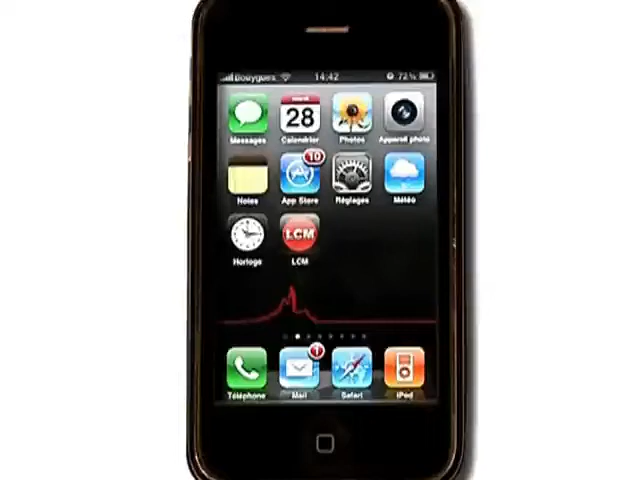 Bouygues 14:42 72 %
28
Messages Calendrier Photos Appareil photo
10
Notes App Store Réglages Météo
LCM
Horloge LCM
1
Téléphone Mail Safari iPod